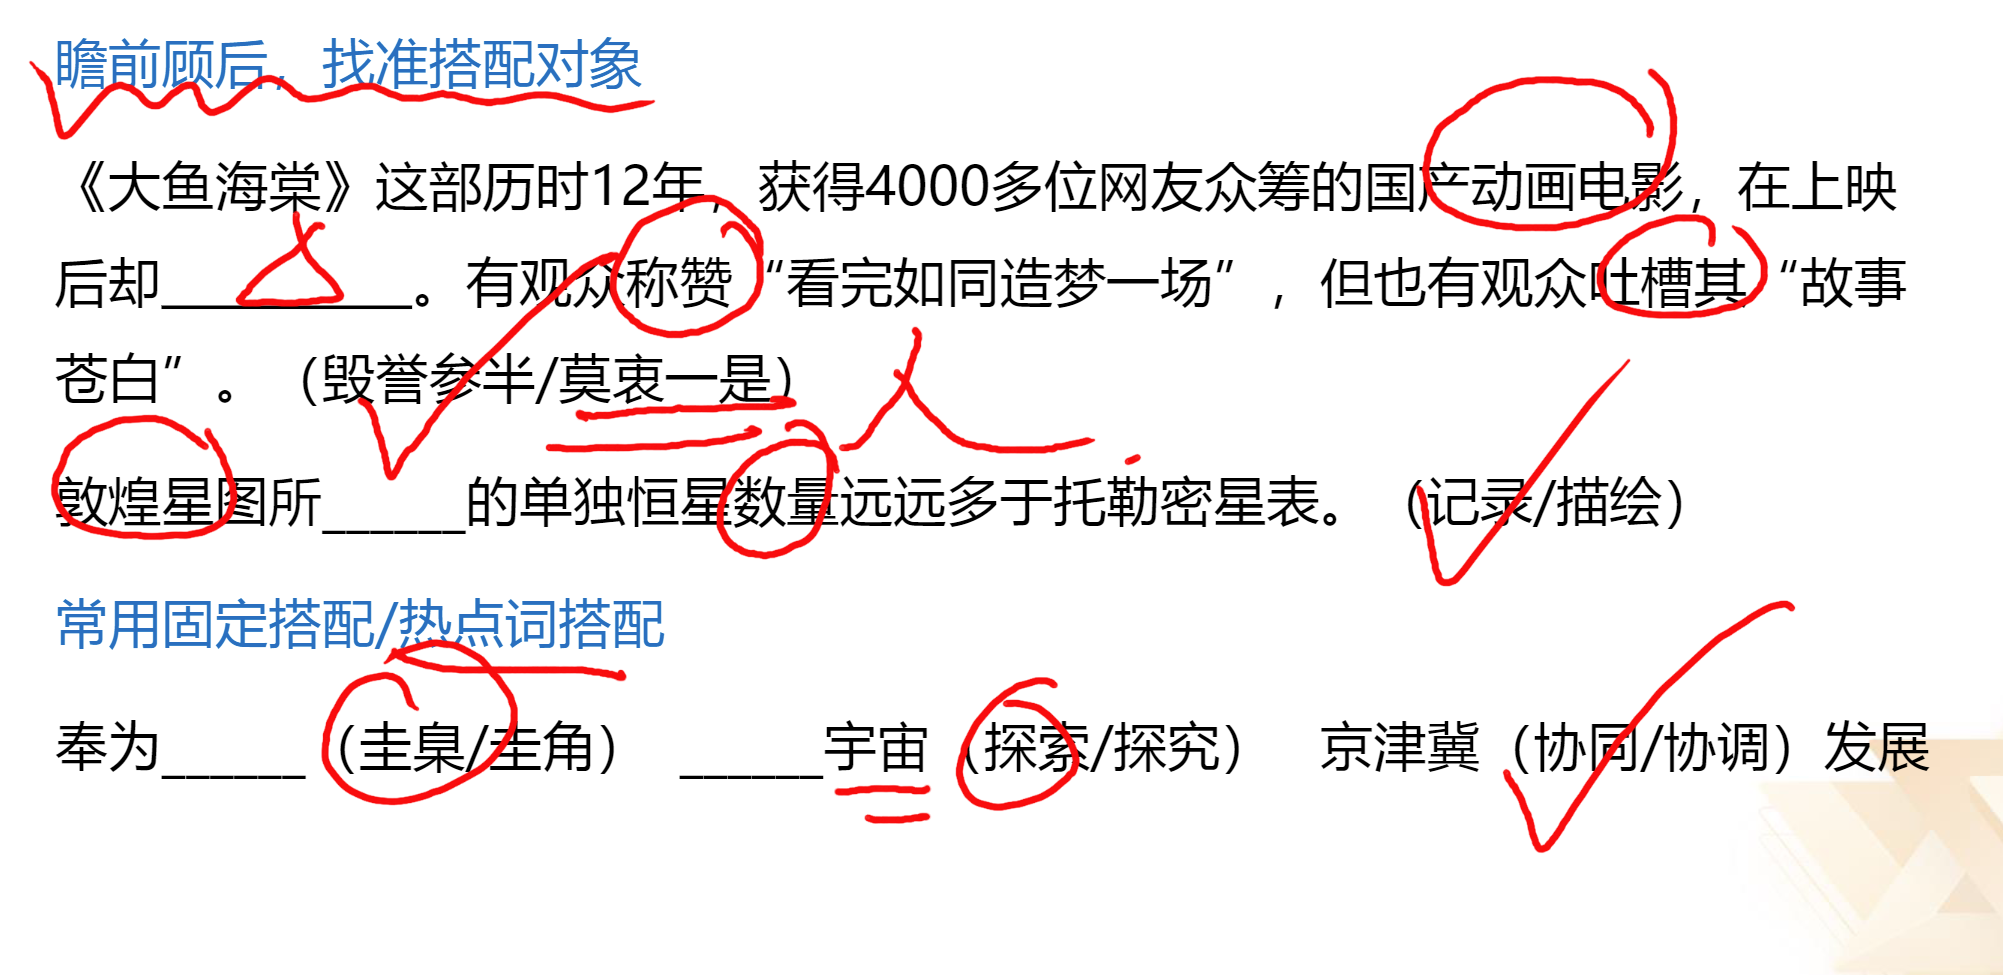 瞻前顾后，找准搭配对象
《大鱼海棠》这部历时12年，获得4000多位网友众筹的国产动画电影，在上映
后却__________。有观众称赞“看完如同造梦一场”，但也有观众吐槽其“故事
苍白”。（毁誉参半/莫衷一是）
敦煌星图所______的单独恒星数量远远多于托勒密星表。（记录/描绘）
常用固定搭配/热点词搭配
奉为______（圭臬/圭角） ______宇宙（探索/探究） 京津冀（协同/协调）发展